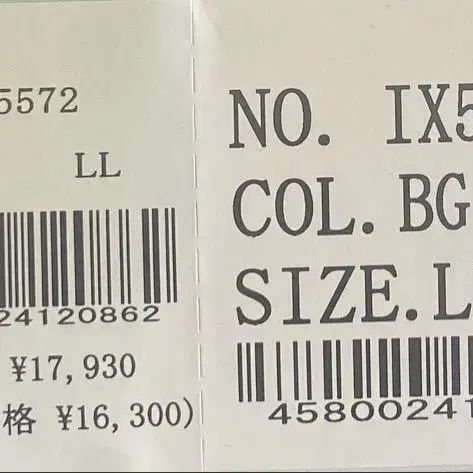 5572
LL
24120862
¥17,930
格 ¥16,300)
NO. IX5
COL. BG
SIZE.L
45800241